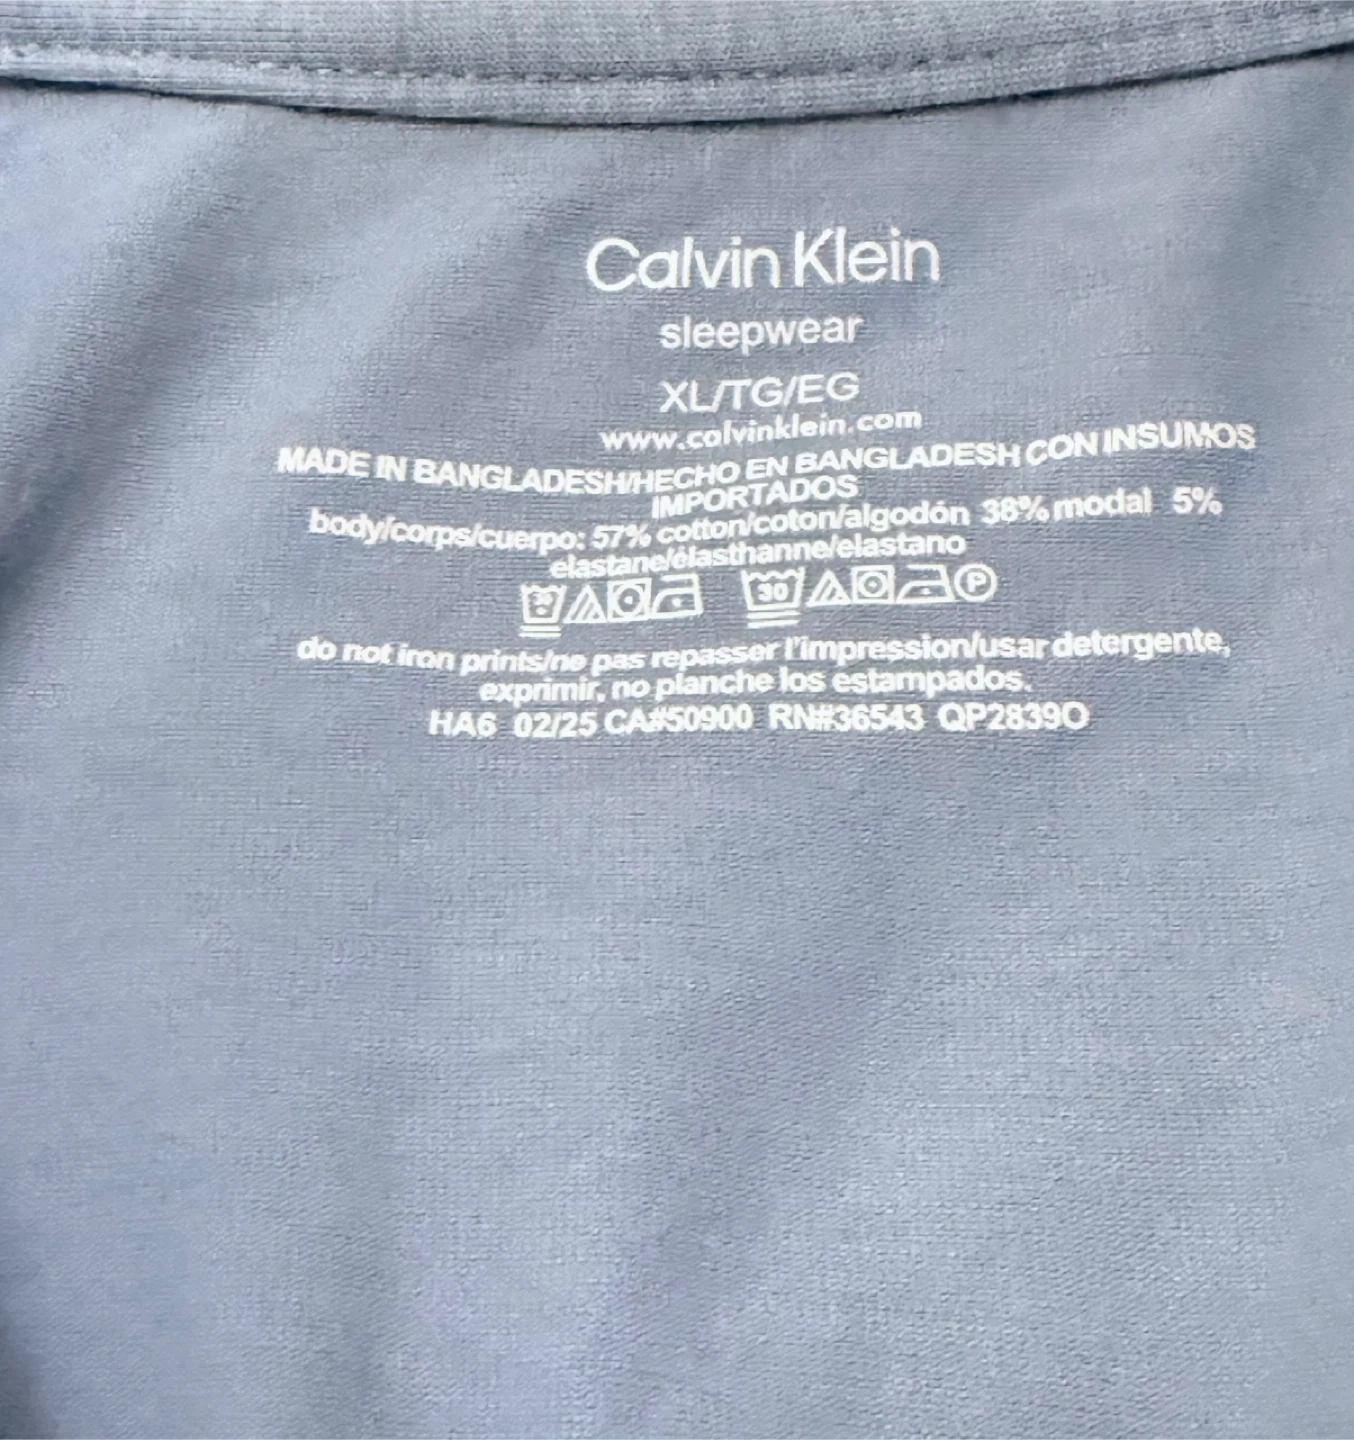 Calvin Klein
sleepwear
XL/TG/EG
www.calvinklein.com
MADE IN BANGLADESH/HECHO EN BANGLADESH CON INSUMOS
IMPORTADOS
body/corps/cuerpo: 57% cotton/coton/algodón 38% modal 5%
elastane/élasthanne/elastano
30 P
do not iron prints/ne pas repasser l'impression/usar detergente,
exprimir, no planche los estampados.
HA6 02/25 CA#50900 RN#36543 QP2839O